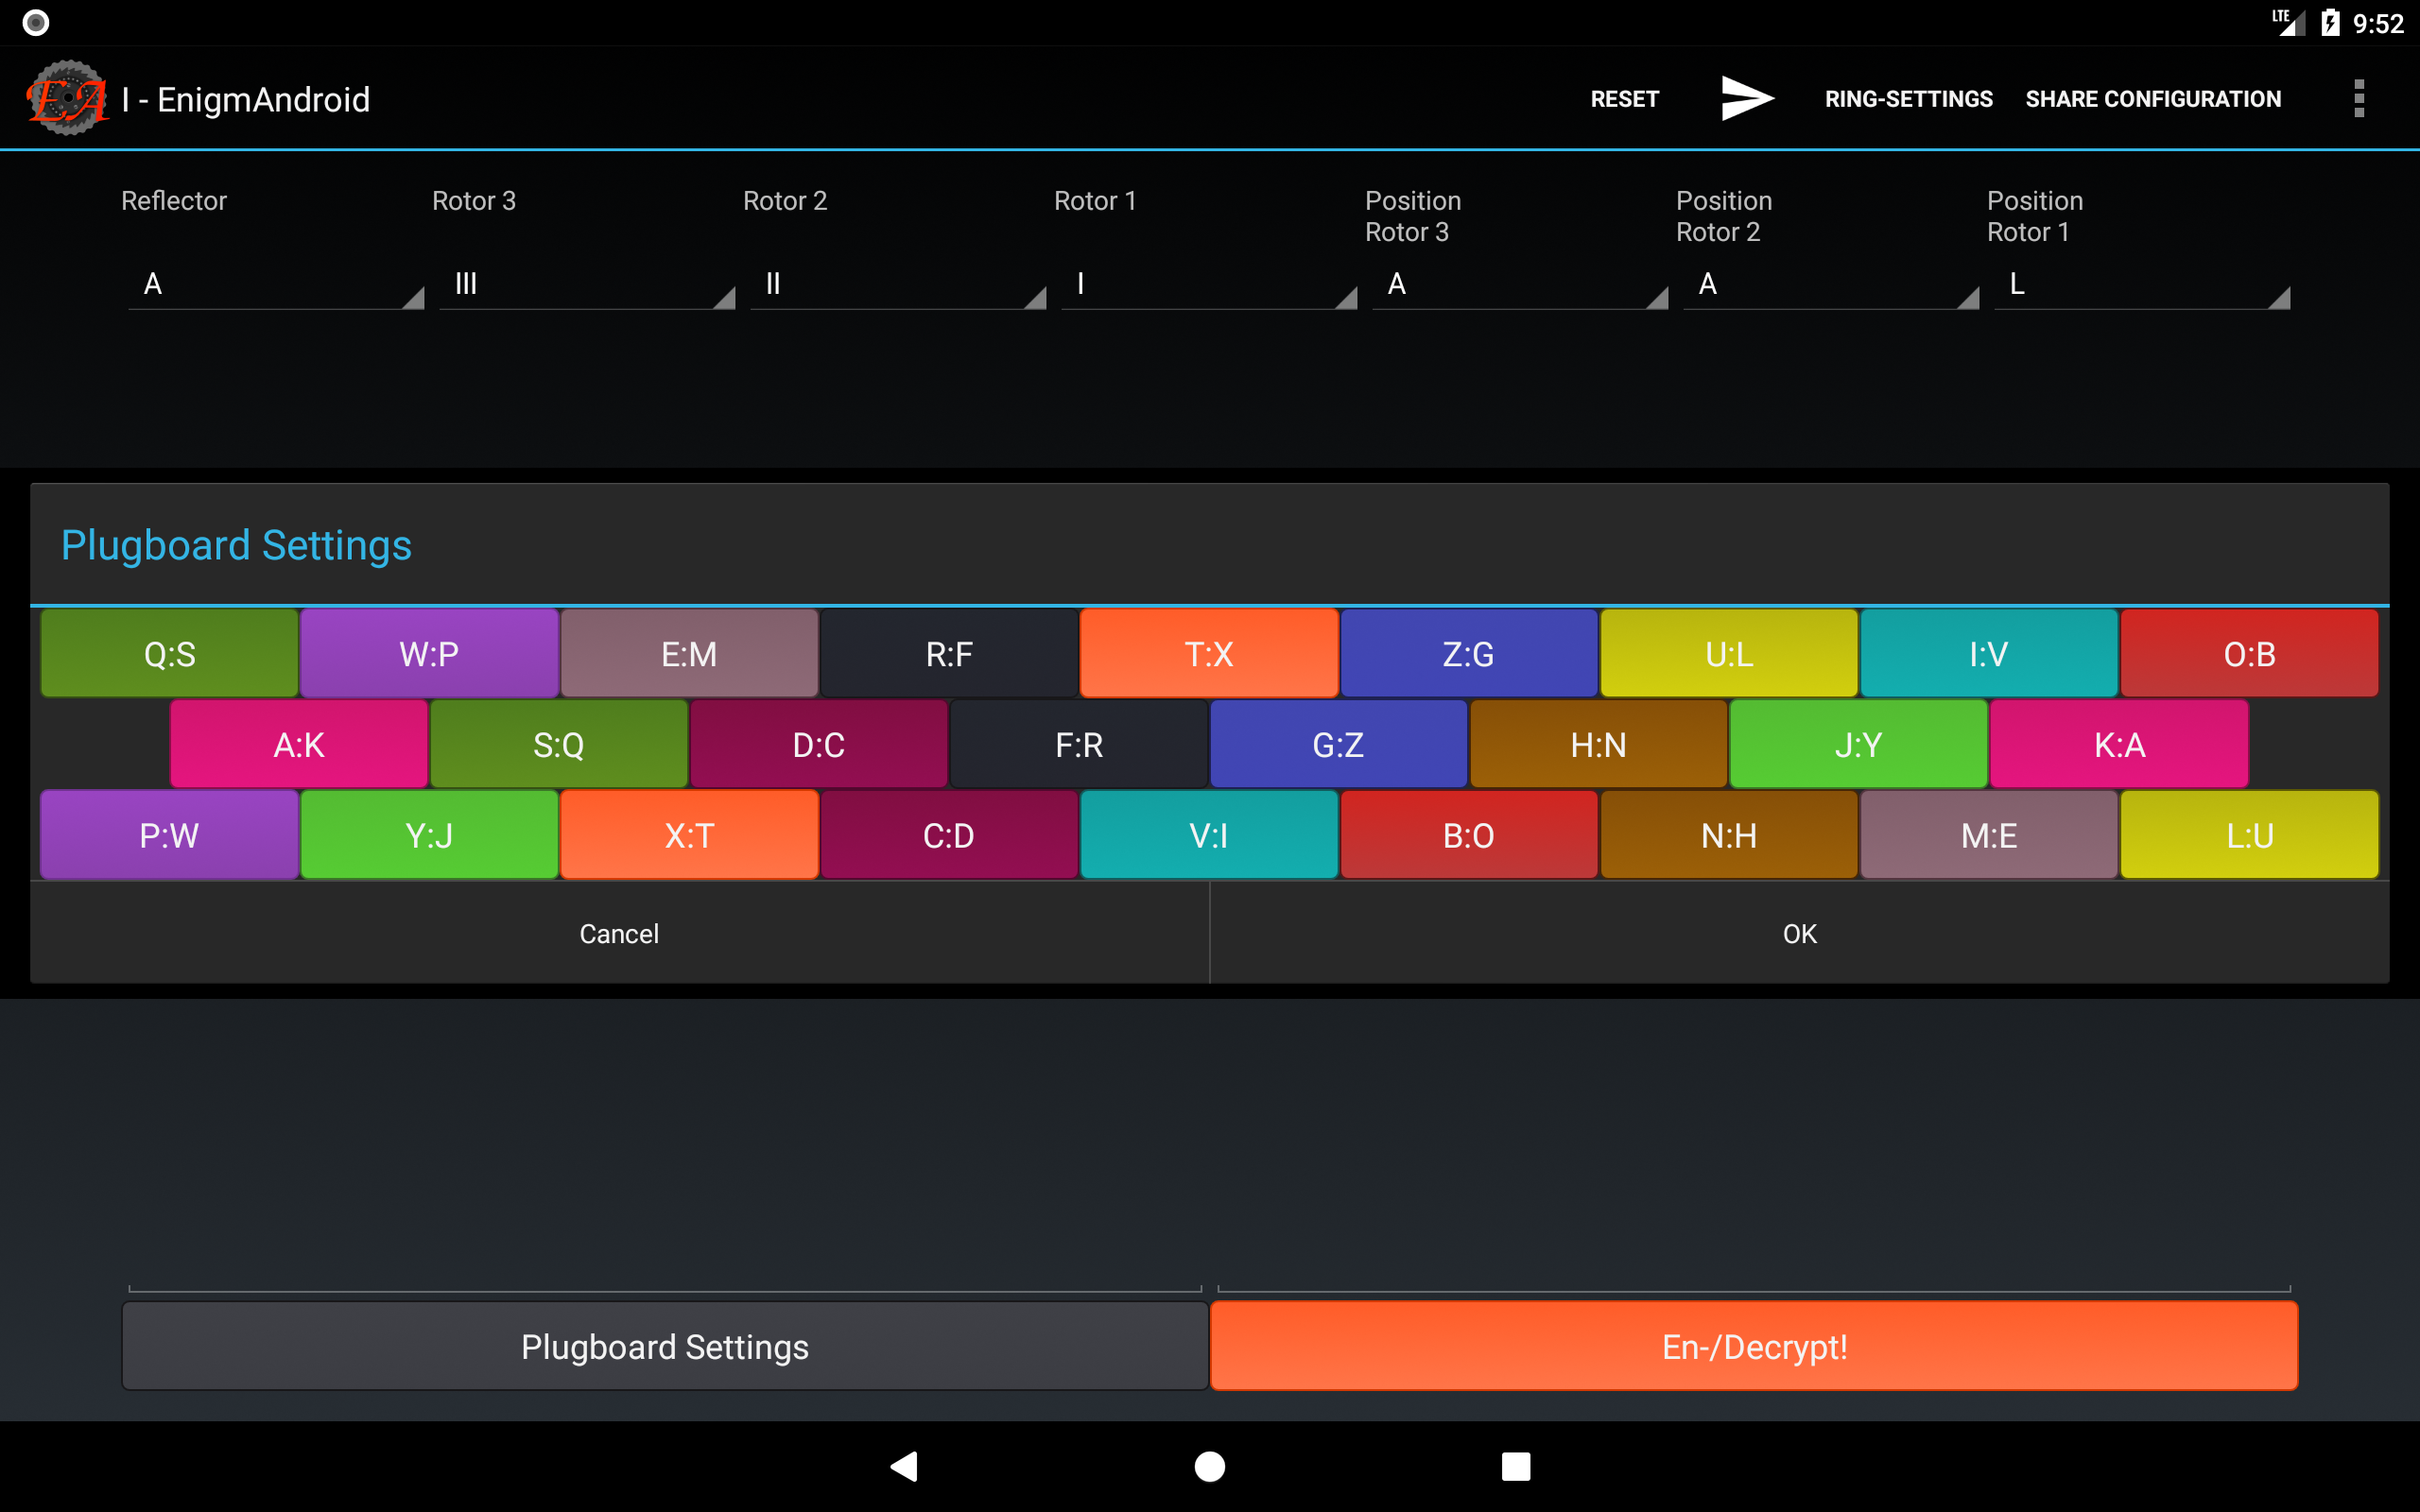 LTE 9:52
EA I - EnigmAndroid RESET RING-SETTINGS SHARE CONFIGURATION
Reflector Rotor 3 Rotor 2 Rotor 1 Position Rotor 3 Position Rotor 2 Position Rotor 1
A III II I A A L
Plugboard Settings
Q:S W:P E:M R:F T:X Z:G U:L I:V O:B
A:K S:Q D:C F:R G:Z H:N J:Y K:A
P:W Y:J X:T C:D V:I B:O N:H M:E L:U
Cancel OK
Plugboard Settings En-/Decrypt!